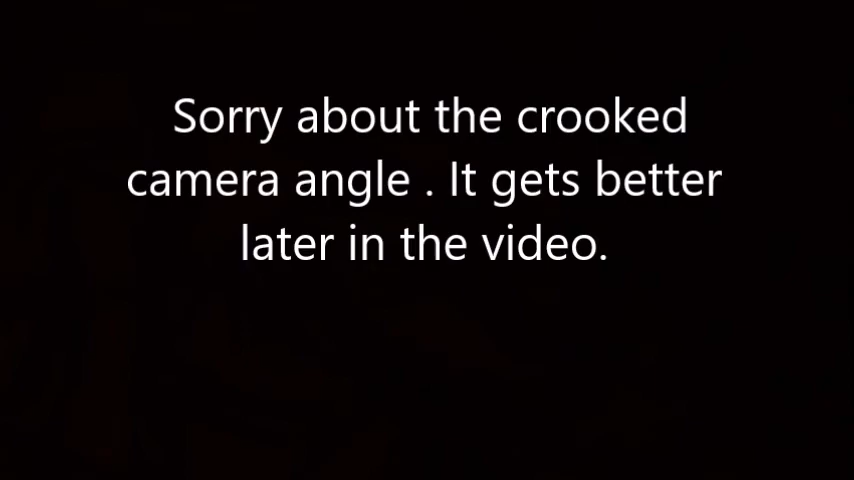 Sorry about the crooked
camera angle . It gets better
later in the video.